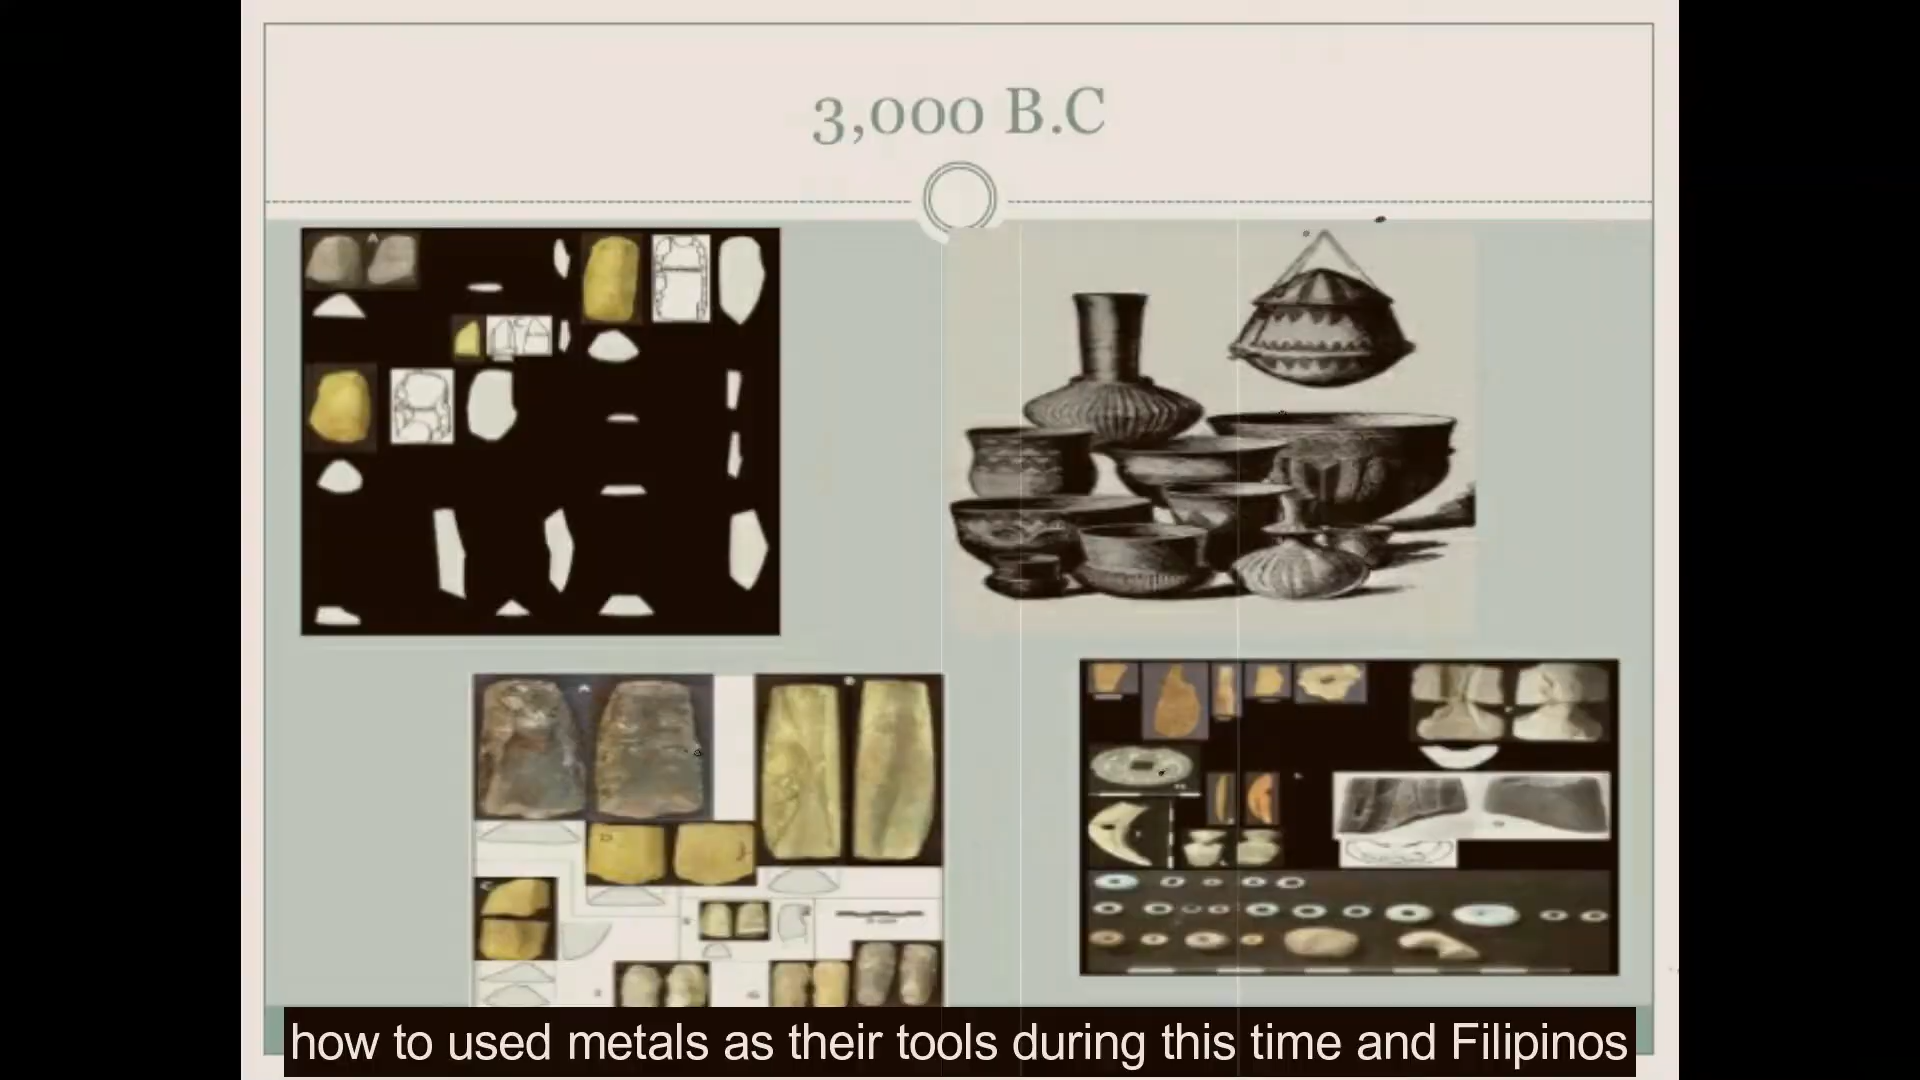 3,000 B.C
how to used metals as their tools during this time and Filipinos